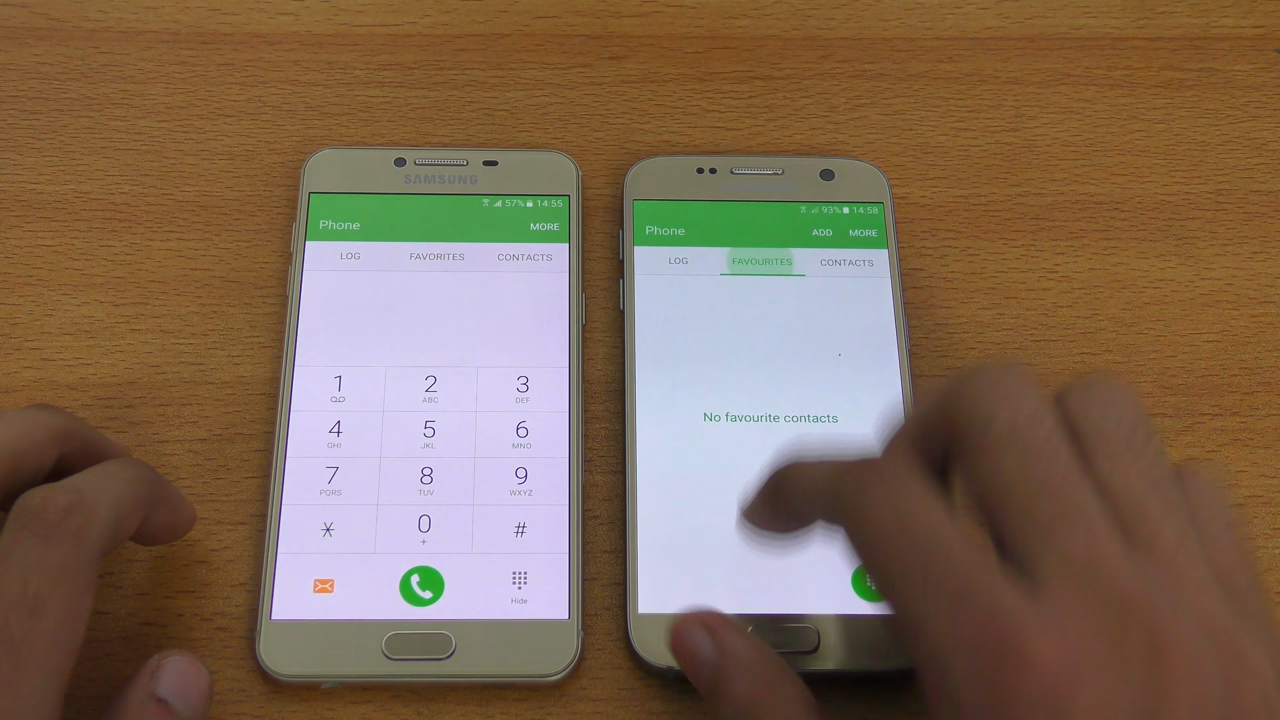 SAMSUNG
57% 14:55
Phone MORE
LOG FAVORITES CONTACTS
1 2 ABC 3 DEF
4 GHI 5 JKL 6 MNO
7 PQRS 8 TUV 9 WXYZ
* 0 + #
Hide
93% 14:58
Phone ADD MORE
LOG FAVOURITES CONTACTS
No favourite contacts